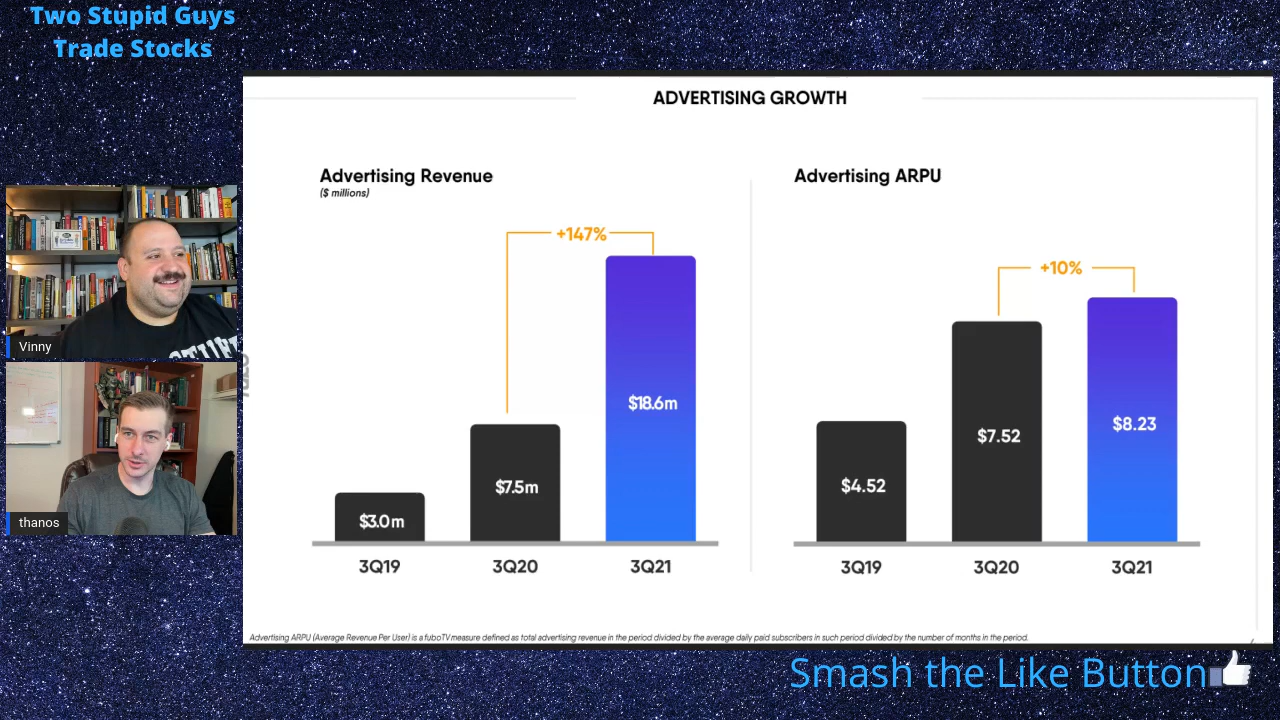 Two Stupid Guys
Trade Stocks
ADVERTISING GROWTH
Advertising Revenue
($ millions)
+147%
$3.0m
$7.5m
$18.6m
3Q19
3Q20
3Q21
Advertising ARPU
+10%
$4.52
$7.52
$8.23
3Q19
3Q20
3Q21
Advertising ARPU (Average Revenue Per User) is a fuboTV measure defined as total advertising revenue in the period divided by the average daily paid subscribers in such period divided by the number of months in the period.
Vinny
thanos
Smash the Like Button